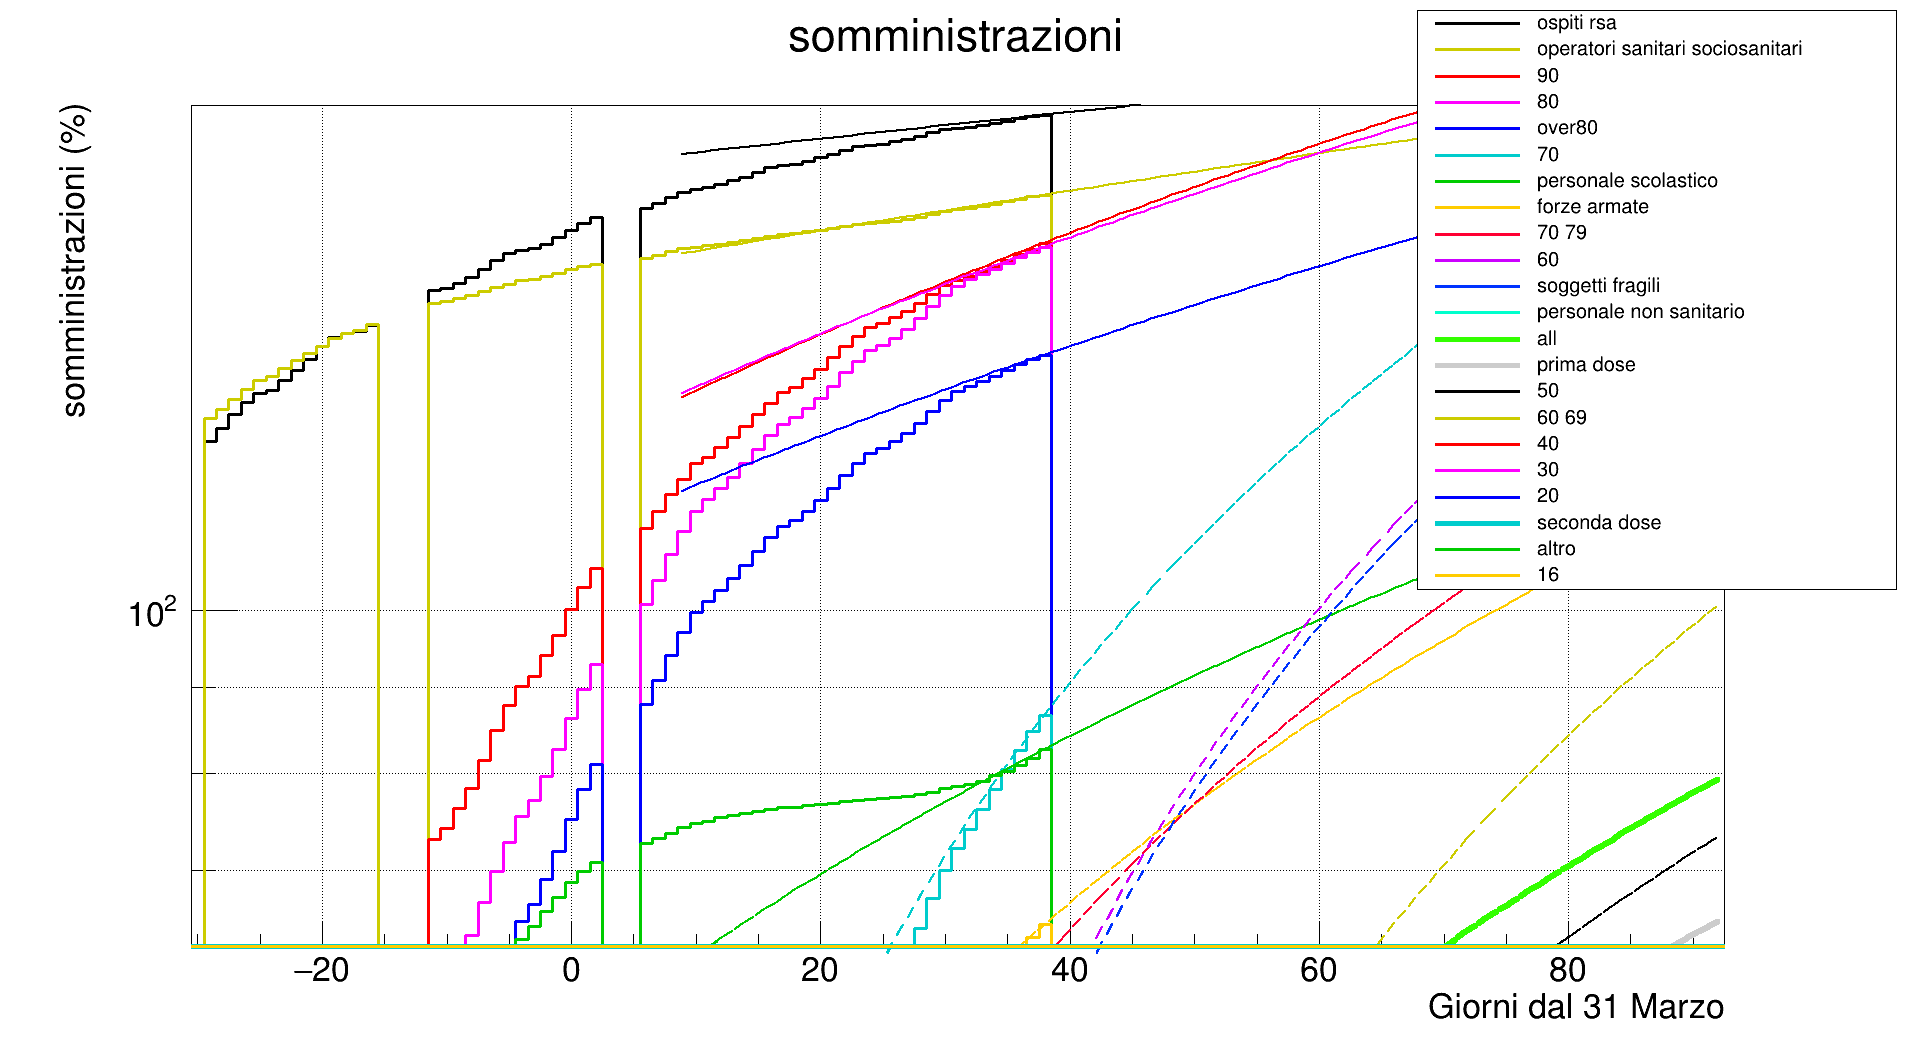 somministrazioni
somministrazioni (%)
10²
−20 0 20 40 60 80
Giorni dal 31 Marzo
ospiti rsa
operatori sanitari sociosanitari
90
80
over80
70
personale scolastico
forze armate
70 79
60
soggetti fragili
personale non sanitario
all
prima dose
50
60 69
40
30
20
seconda dose
altro
16